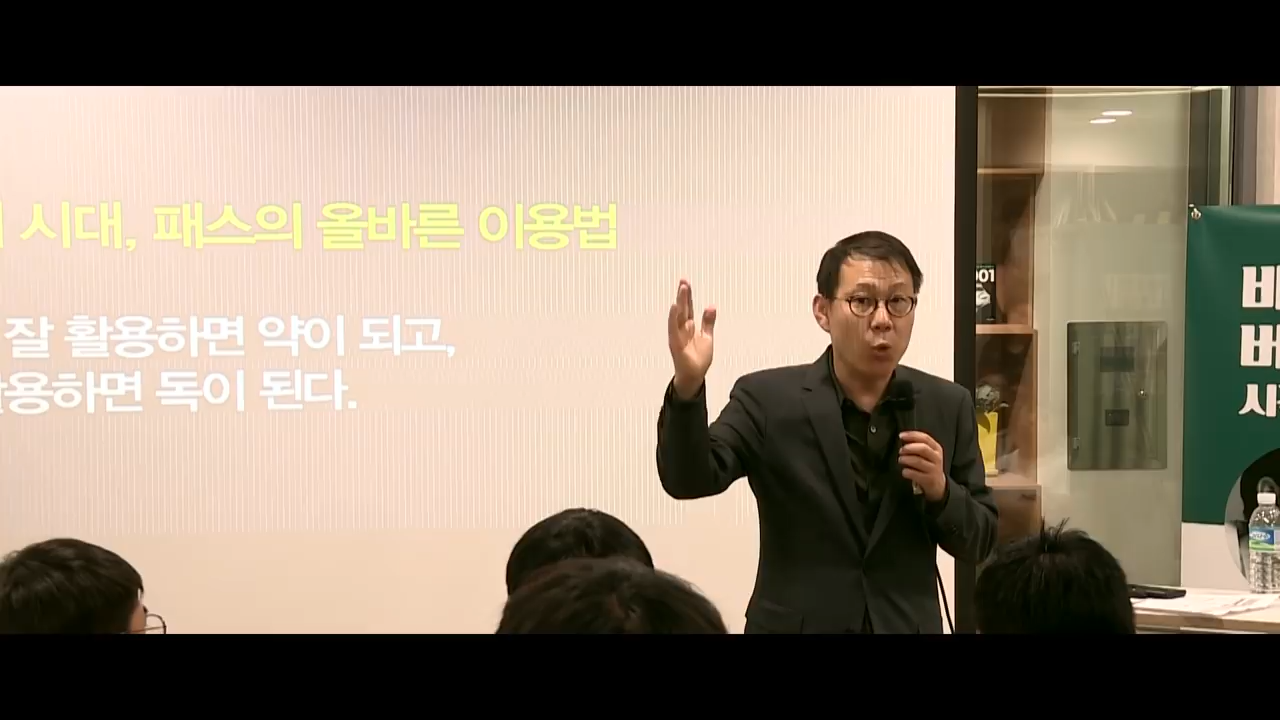 시대, 패스의 올바른 이용법
잘 활용하면 약이 되고,
용하면 독이 된다.
001